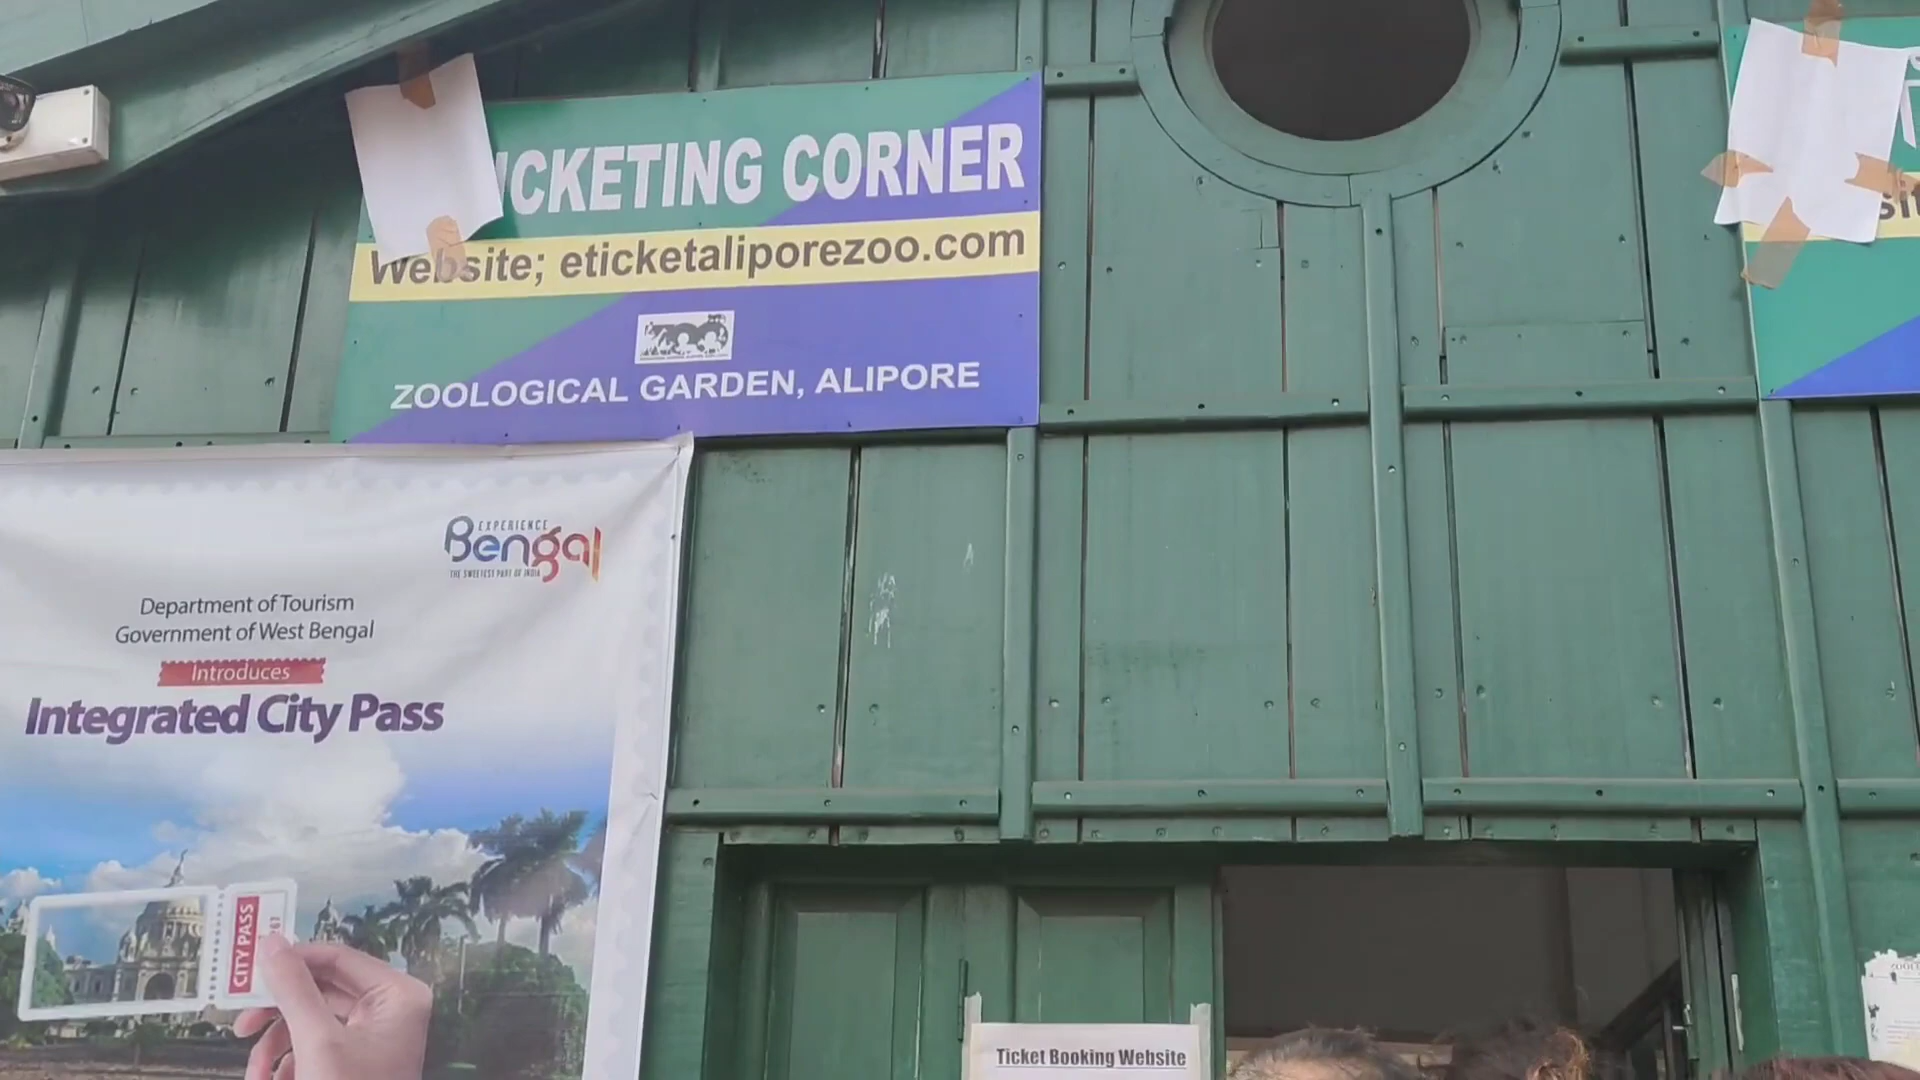 ICKETING CORNER
Website; eticketaliporezoo.com
ZOOLOGICAL GARDEN, ALIPORE
EXPERIENCE
Bengal
THE SWEETEST PART OF INDIA
Department of Tourism
Government of West Bengal
Introduces
Integrated City Pass
CITY PASS
Ticket Booking Website